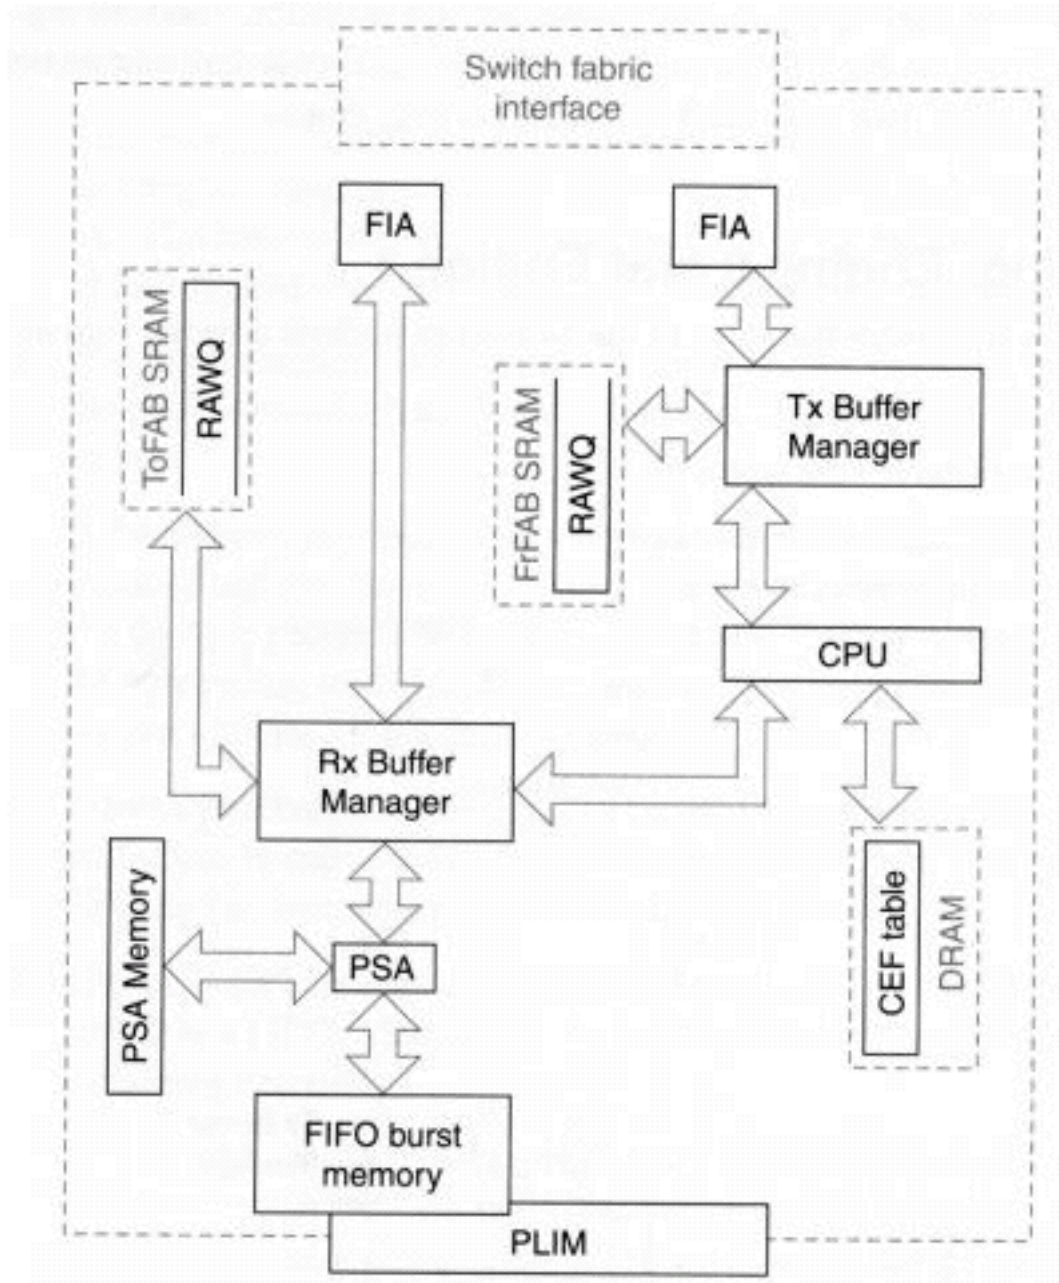 Switch fabric
interface
FIA
FIA
ToFAB SRAM
RAWQ
FrFAB SRAM
RAWQ
Tx Buffer
Manager
CPU
Rx Buffer
Manager
PSA Memory
PSA
CEF table
DRAM
FIFO burst
memory
PLIM